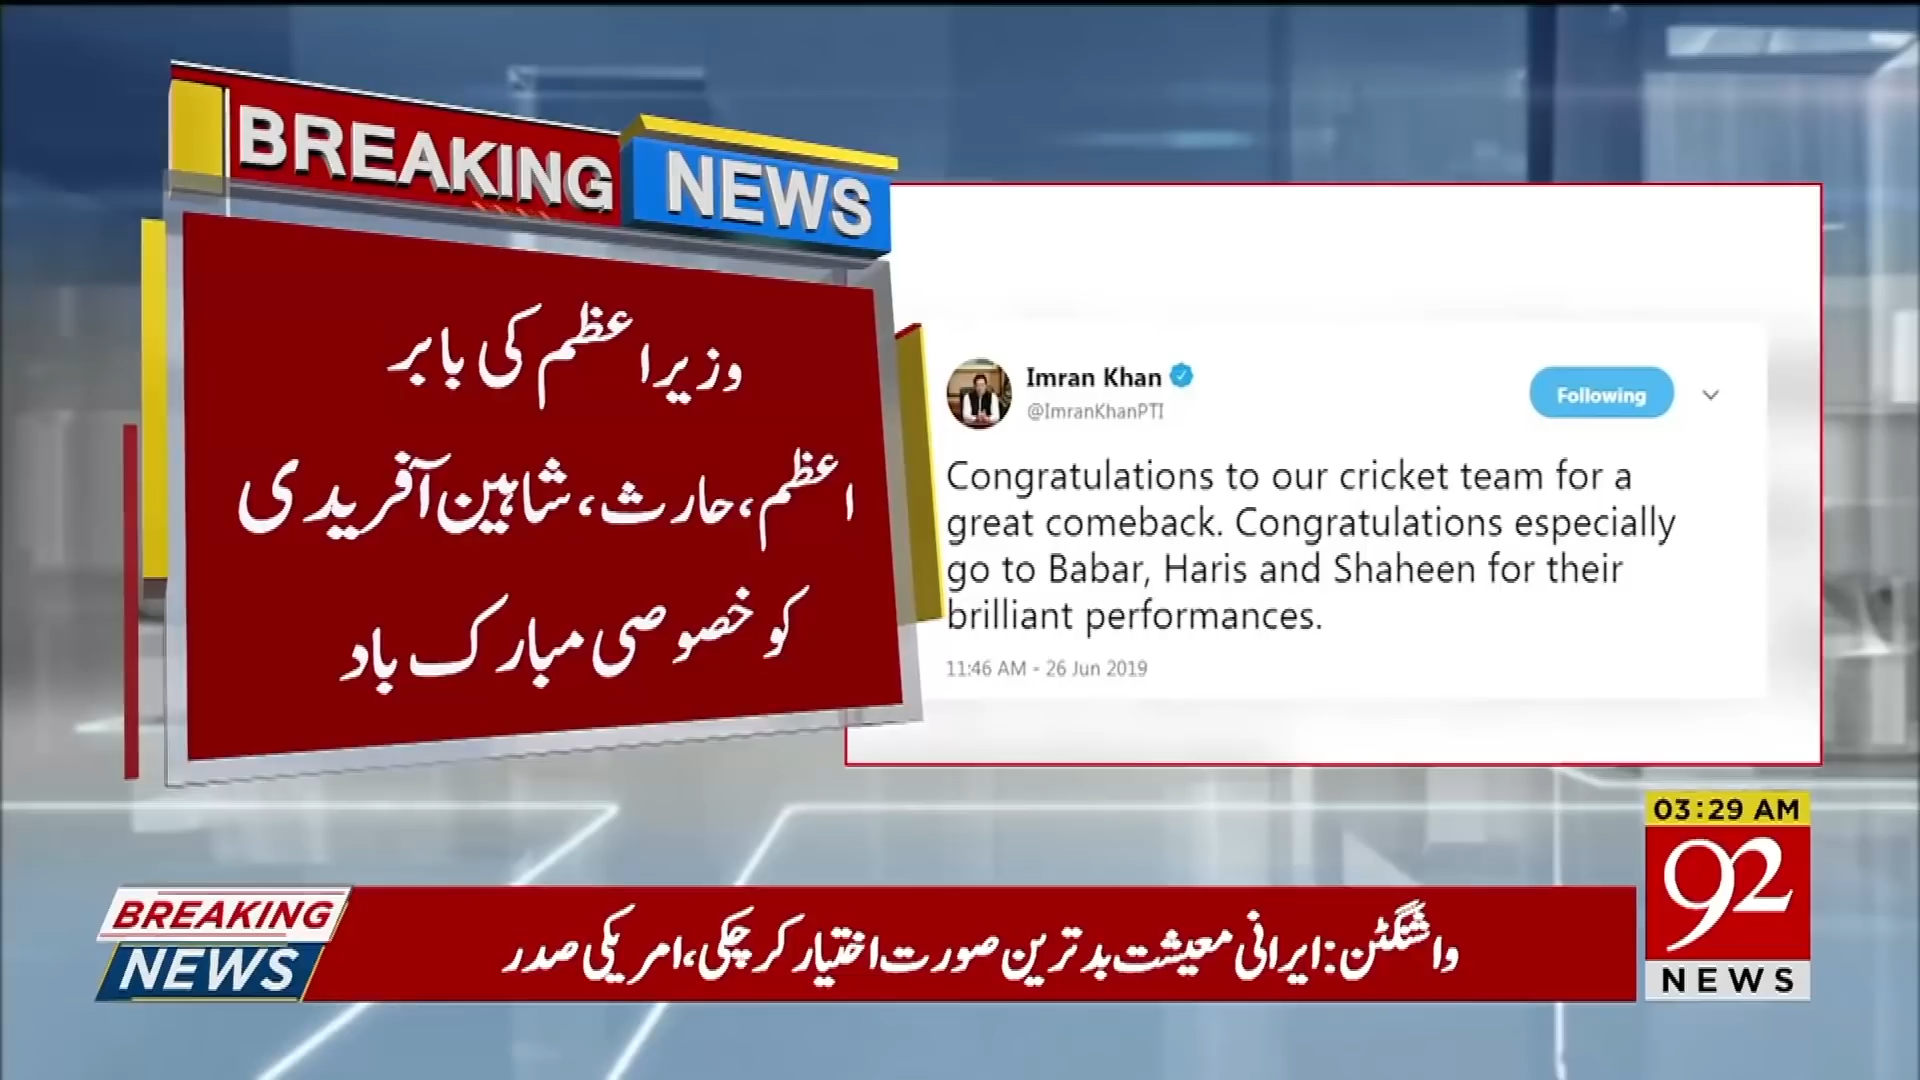 BREAKING NEWS
وزیراعظم کی بابر
اعظم، حارث، شاہین آفریدی
کو خصوصی مبارک باد
Imran Khan
@ImranKhanPTI
Following
Congratulations to our cricket team for a
great comeback. Congratulations especially
go to Babar, Haris and Shaheen for their
brilliant performances.
11:46 AM - 26 Jun 2019
03:29 AM
92
NEWS
BREAKING
NEWS
واشنگٹن: ایرانی معیشت بدترین صورت اختیار کرچکی، امریکی صدر